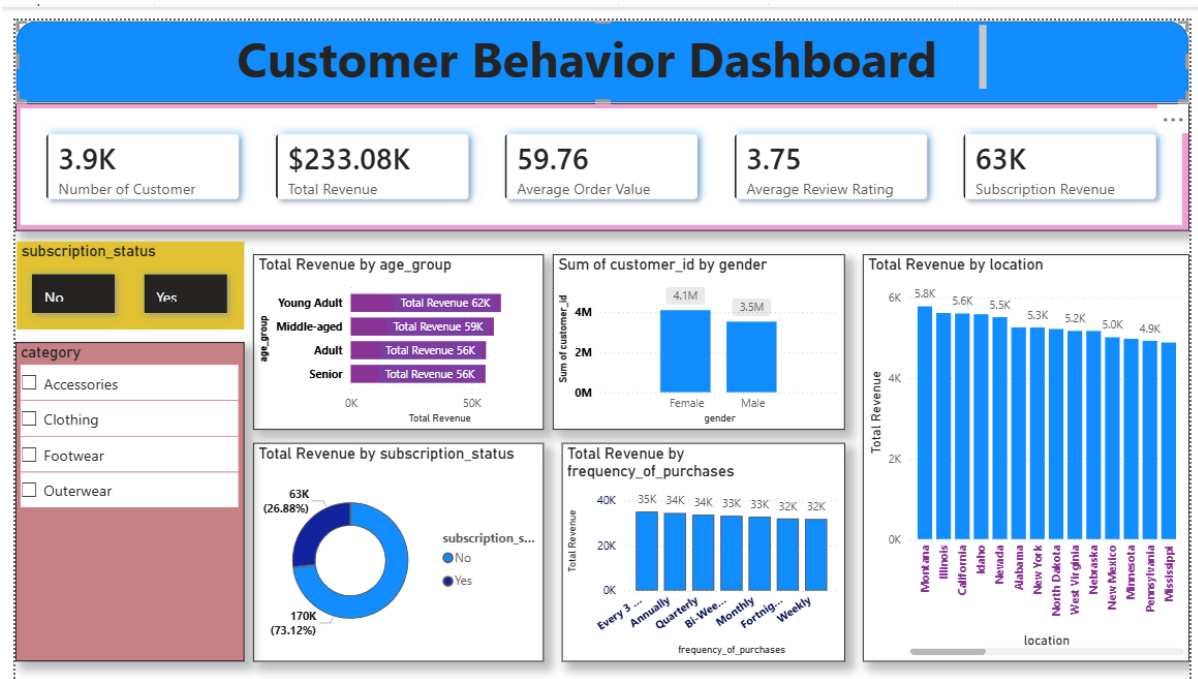 Customer Behavior Dashboard
3.9K
Number of Customer
$233.08K
Total Revenue
59.76
Average Order Value
3.75
Average Review Rating
63K
Subscription Revenue
subscription_status
No
Yes
category
Accessories
Clothing
Footwear
Outerwear
Total Revenue by age_group
age_group
Young Adult
Total Revenue 62K
Middle-aged
Total Revenue 59K
Adult
Total Revenue 56K
Senior
Total Revenue 56K
0K
50K
Total Revenue
Sum of customer_id by gender
Sum of customer_id
4M
2M
0M
4.1M
3.5M
Female
Male
gender
Total Revenue by subscription_status
63K
(26.88%)
170K
(73.12%)
subscription_s...
No
Yes
Total Revenue by
frequency_of_purchases
Total Revenue
40K
20K
0K
35K
34K
34K
33K
33K
32K
32K
Every 3 ...
Annually
Quarterly
Bi-Wee...
Monthly
Fortnig...
Weekly
frequency_of_purchases
Total Revenue by location
Total Revenue
6K
4K
2K
0K
5.8K
5.6K
5.5K
5.3K
5.2K
5.0K
4.9K
Montana
Illinois
California
Idaho
Nevada
Alabama
New York
North Dakota
West Virginia
Nebraska
New Mexico
Minnesota
Pennsylvania
Mississippi
location